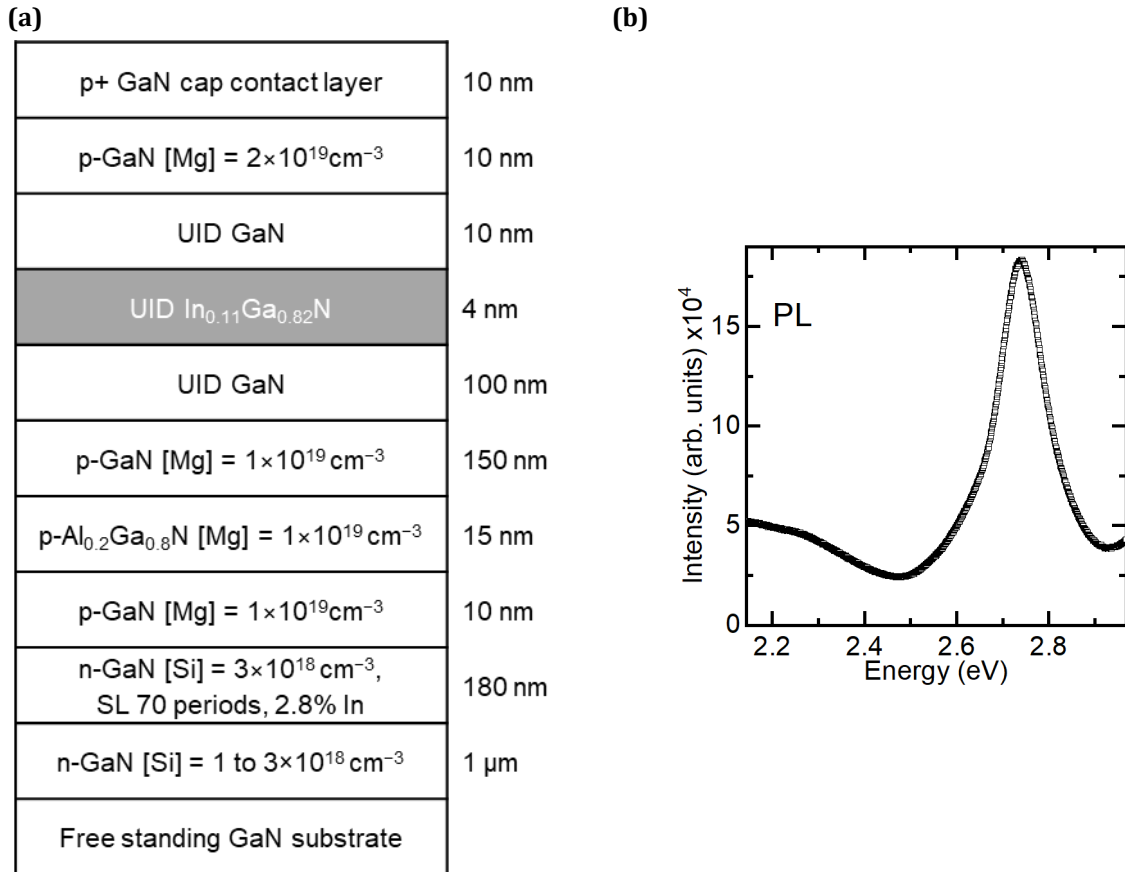 (a)
p+ GaN cap contact layer 10 nm
p-GaN [Mg] = 2×10¹⁹cm⁻³ 10 nm
UID GaN 10 nm
UID In₀.₁₁Ga₀.₈₂N 4 nm
UID GaN 100 nm
p-GaN [Mg] = 1×10¹⁹ cm⁻³ 150 nm
p-Al₀.₂Ga₀.₈N [Mg] = 1×10¹⁹ cm⁻³ 15 nm
p-GaN [Mg] = 1×10¹⁹ cm⁻³ 10 nm
n-GaN [Si] = 3×10¹⁸ cm⁻³,
SL 70 periods, 2.8% In 180 nm
n-GaN [Si] = 1 to 3×10¹⁸ cm⁻³ 1 µm
Free standing GaN substrate
(b)
PL
Intensity (arb. units) x10⁴
15
10
5
0
2.2 2.4 2.6 2.8
Energy (eV)